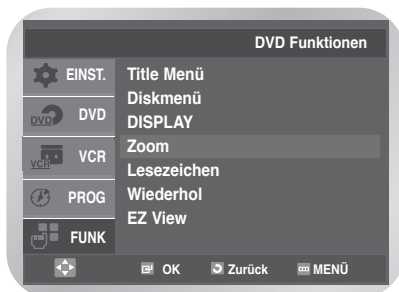 DVD Funktionen
EINST.
DVD DVD
VCR VCR
PROG
FUNK
Title Menü
Diskmenü
DISPLAY
Zoom
Lesezeichen
Wiederhol
EZ View
OK Zurück MENÜ